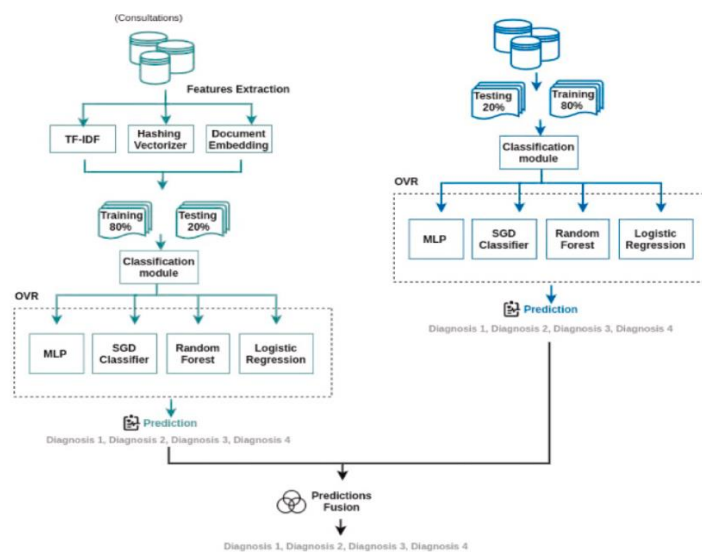 (Consultations)
Features Extraction
TF-IDF
Hashing
Vectorizer
Document
Embedding
Training
80%
Testing
20%
Classification
module
OVR
MLP
SGD
Classifier
Random
Forest
Logistic
Regression
Prediction
Diagnosis 1, Diagnosis 2, Diagnosis 3, Diagnosis 4
Testing
20%
Training
80%
Classification
module
OVR
MLP
SGD
Classifier
Random
Forest
Logistic
Regression
Prediction
Diagnosis 1, Diagnosis 2, Diagnosis 3, Diagnosis 4
Predictions
Fusion
Diagnosis 1, Diagnosis 2, Diagnosis 3, Diagnosis 4